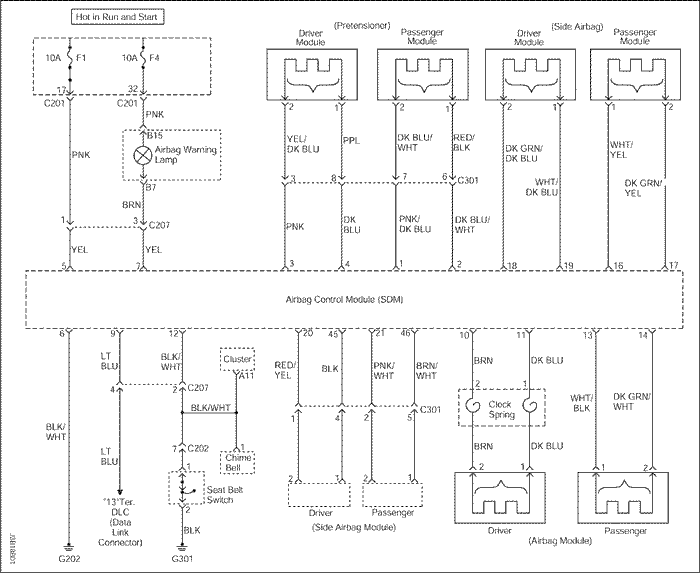 Hot in Run and Start
(Pretensioner)
(Side Airbag)
Driver
Module
Passenger
Module
Driver
Module
Passenger
Module
10A F1
10A F4
17
32
C201
C201
2 1 2 1 2 1 1 2
PNK
B15
Airbag Warning
Lamp
B7
PNK
BRN
YEL/
DK BLU
PPL
DK BLU/
WHT
RED/
BLK
DK GRN/
DK BLU
WHT/
DK BLU
WHT/
YEL
DK GRN/
YEL
3 8 7 6 C301
1 3 C207
YEL
YEL
PNK
DK
BLU
PNK/
DK BLU
DK BLU/
WHT
5 7 3 4 1 2 18 19 16 17
Airbag Control Module (SDM)
6 9 12 20 45 21 46 10 11 13 14
LT
BLU
BLK/
WHT
Cluster
A11
RED/
YEL
BLK
PNK/
WHT
BRN/
WHT
BRN
DK BLU
4 2 C207
BLK/WHT
2 1
Clock
Spring
WHT/
BLK
DK GRN/
WHT
1 4 2 5 C301
BLK/
WHT
LT
BLU
7 C202
1
Chime
Bell
BRN
DK BLU
1
Seat Belt
Switch
2
2 1 2 1
2 1 1 2
"13"Ter.
DLC
(Data
Link
Connector)
BLK
Driver
Passenger
(Side Airbag Module)
Driver
Passenger
(Airbag Module)
G202
G301